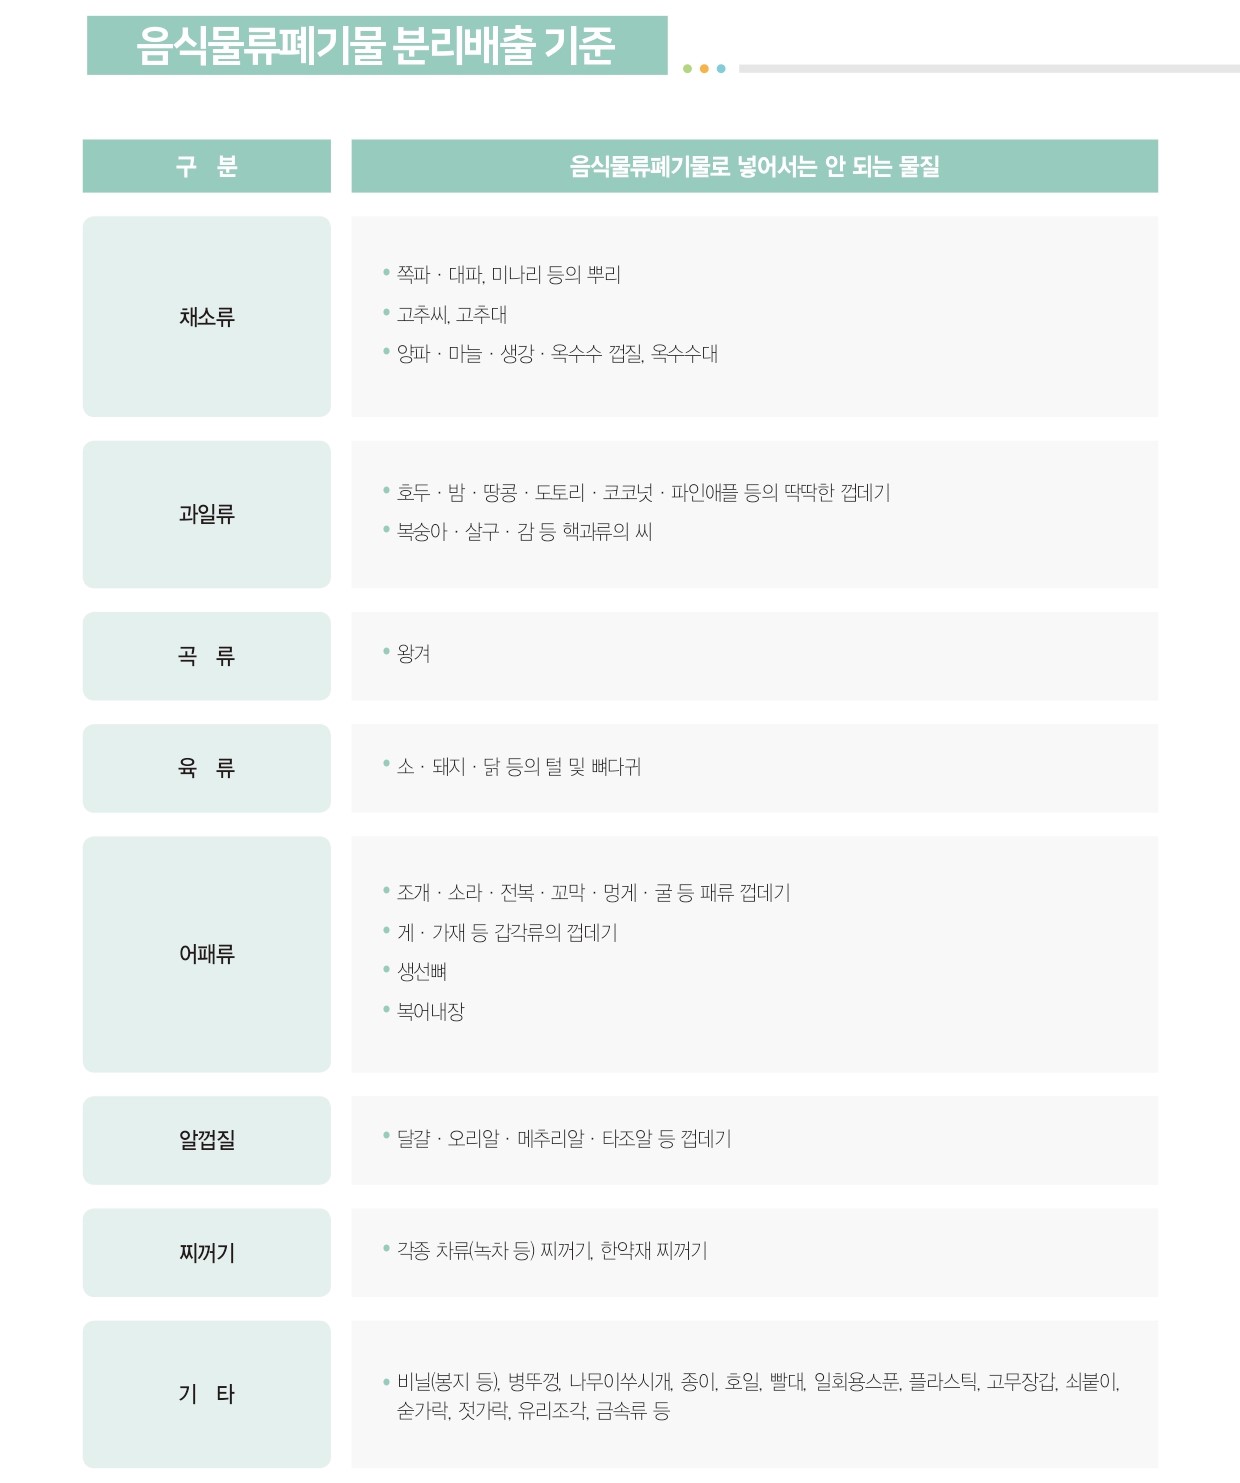 음식물류폐기물 분리배출 기준
구 분
음식물류폐기물로 넣어서는 안 되는 물질
채소류
• 쪽파 · 대파, 미나리 등의 뿌리
• 고추씨, 고추대
• 양파 · 마늘 · 생강 · 옥수수 껍질, 옥수수대
과일류
• 호두 · 밤 · 땅콩 · 도토리 · 코코넛 · 파인애플 등의 딱딱한 껍데기
• 복숭아 · 살구 · 감 등 핵과류의 씨
곡 류
• 왕겨
육 류
• 소 · 돼지 · 닭 등의 털 및 뼈다귀
어패류
• 조개 · 소라 · 전복 · 꼬막 · 멍게 · 굴 등 패류 껍데기
• 게 · 가재 등 갑각류의 껍데기
• 생선뼈
• 복어내장
알껍질
• 달걀 · 오리알 · 메추리알 · 타조알 등 껍데기
찌꺼기
• 각종 차류(녹차 등) 찌꺼기, 한약재 찌꺼기
기 타
• 비닐(봉지 등), 병뚜껑, 나무이쑤시개, 종이, 호일, 빨대, 일회용스푼, 플라스틱, 고무장갑, 쇠붙이,
숟가락, 젓가락, 유리조각, 금속류 등